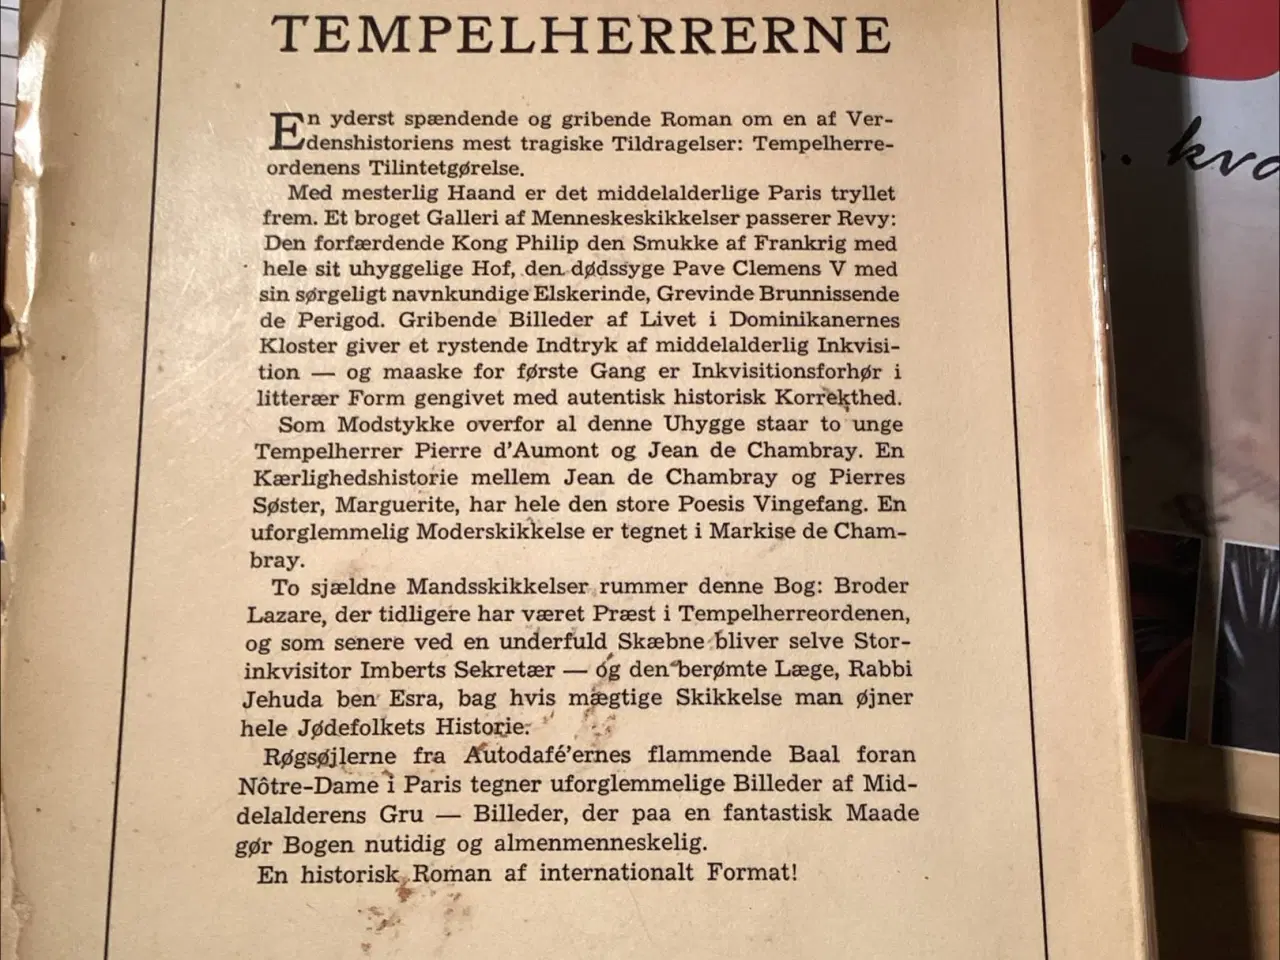 TEMPELHERRERNE
En yderst spændende og gribende Roman om en af Ver-
denshistoriens mest tragiske Tildragelser: Tempelherre-
ordenens Tilintetgørelse.
Med mesterlig Haand er det middelalderlige Paris tryllet
frem. Et broget Galleri af Menneskeskikkelser passerer Revy:
Den forfærdende Kong Philip den Smukke af Frankrig med
hele sit uhyggelige Hof, den dødssyge Pave Clemens V med
sin sørgeligt navnkundige Elskerinde, Grevinde Brunnissende
de Perigod. Gribende Billeder af Livet i Dominikanernes
Kloster giver et rystende Indtryk af middelalderlig Inkvisi-
tion — og maaske for første Gang er Inkvisitionsforhør i
litterær Form gengivet med autentisk historisk Korrekthed.
Som Modstykke overfor al denne Uhygge staar to unge
Tempelherrer Pierre d'Aumont og Jean de Chambray. En
Kærlighedshistorie mellem Jean de Chambray og Pierres
Søster, Marguerite, har hele den store Poesis Vingefang. En
uforglemmelig Moderskikkelse er tegnet i Markise de Cham-
bray.
To sjældne Mandsskikkelser rummer denne Bog: Broder
Lazare, der tidligere har været Præst i Tempelherreordenen,
og som senere ved en underfuld Skæbne bliver selve Stor-
inkvisitor Imberts Sekretær — og den berømte Læge, Rabbi
Jehuda ben Esra, bag hvis mægtige Skikkelse man øjner
hele Jødefolkets Historie.
Røgsøjlerne fra Autodafé'ernes flammende Baal foran
Nôtre-Dame i Paris tegner uforglemmelige Billeder af Mid-
delalderens Gru — Billeder, der paa en fantastisk Maade
gør Bogen nutidig og almenmenneskelig.
En historisk Roman af internationalt Format!